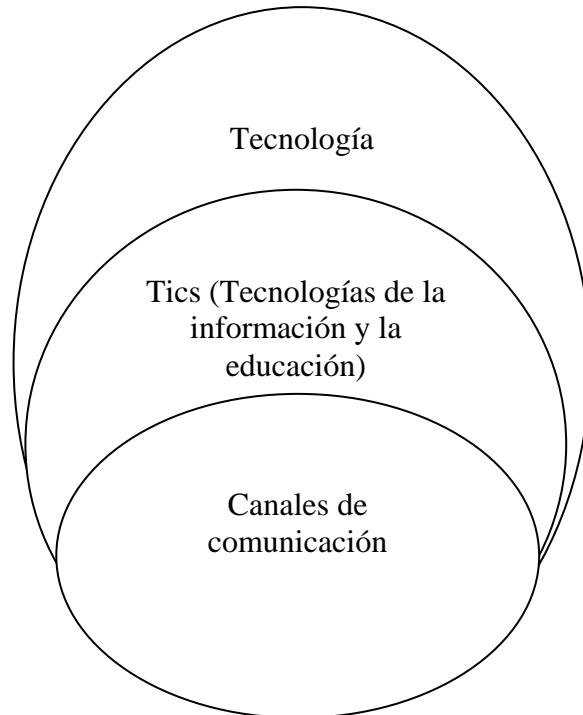 Tecnología
Tics (Tecnologías de la
información y la
educación)
Canales de
comunicación